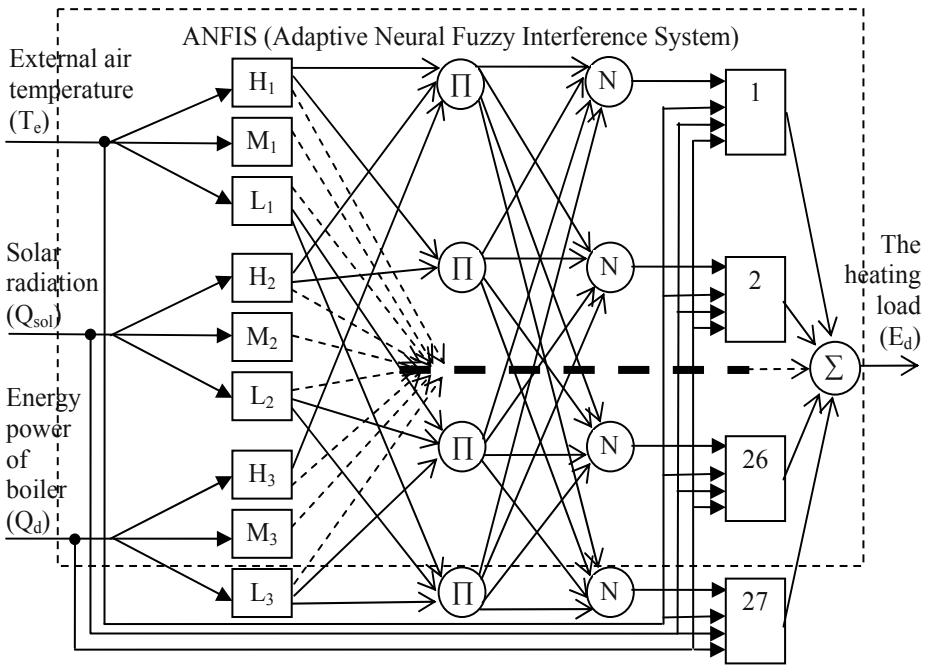 ANFIS (Adaptive Neural Fuzzy Interference System)
External air
temperature
(Tₑ)
Solar
radiation
(Qsol)
Energy
power
of
boiler
(Qd)
H₁
M₁
L₁
H₂
M₂
L₂
H₃
M₃
L₃
∏
∏
∏
∏
N
N
N
N
1
2
26
27
Σ
The
heating
load
(Ed)